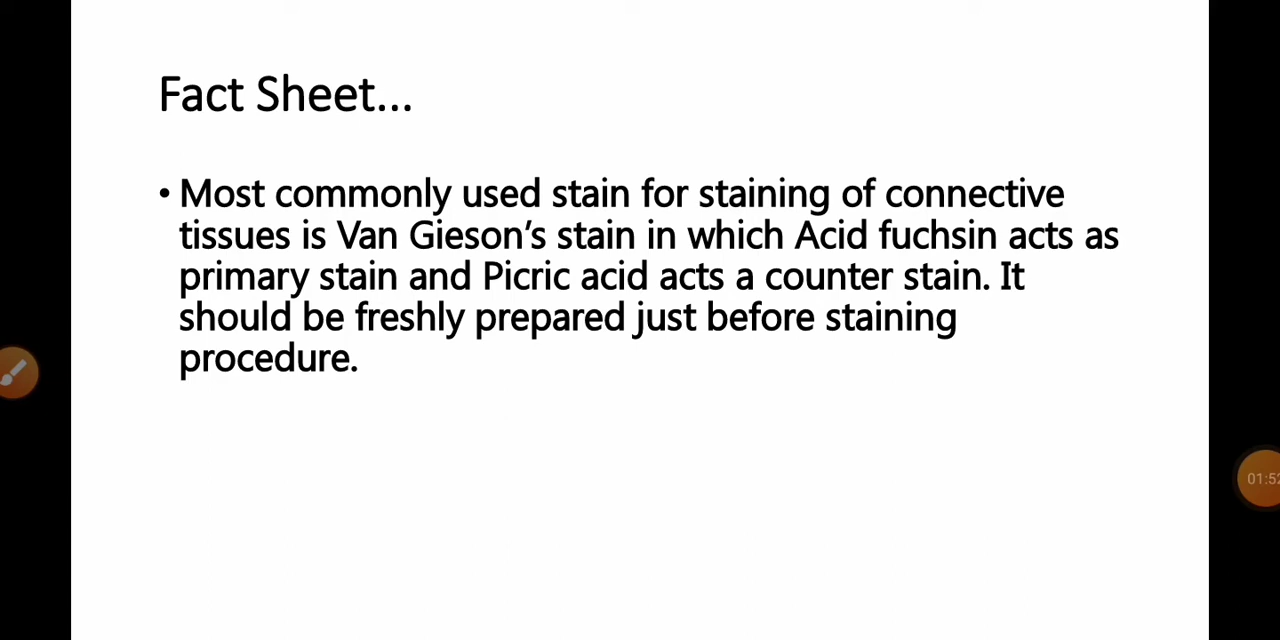 Fact Sheet...
• Most commonly used stain for staining of connective
tissues is Van Gieson's stain in which Acid fuchsin acts as
primary stain and Picric acid acts a counter stain. It
should be freshly prepared just before staining
procedure.
01:52